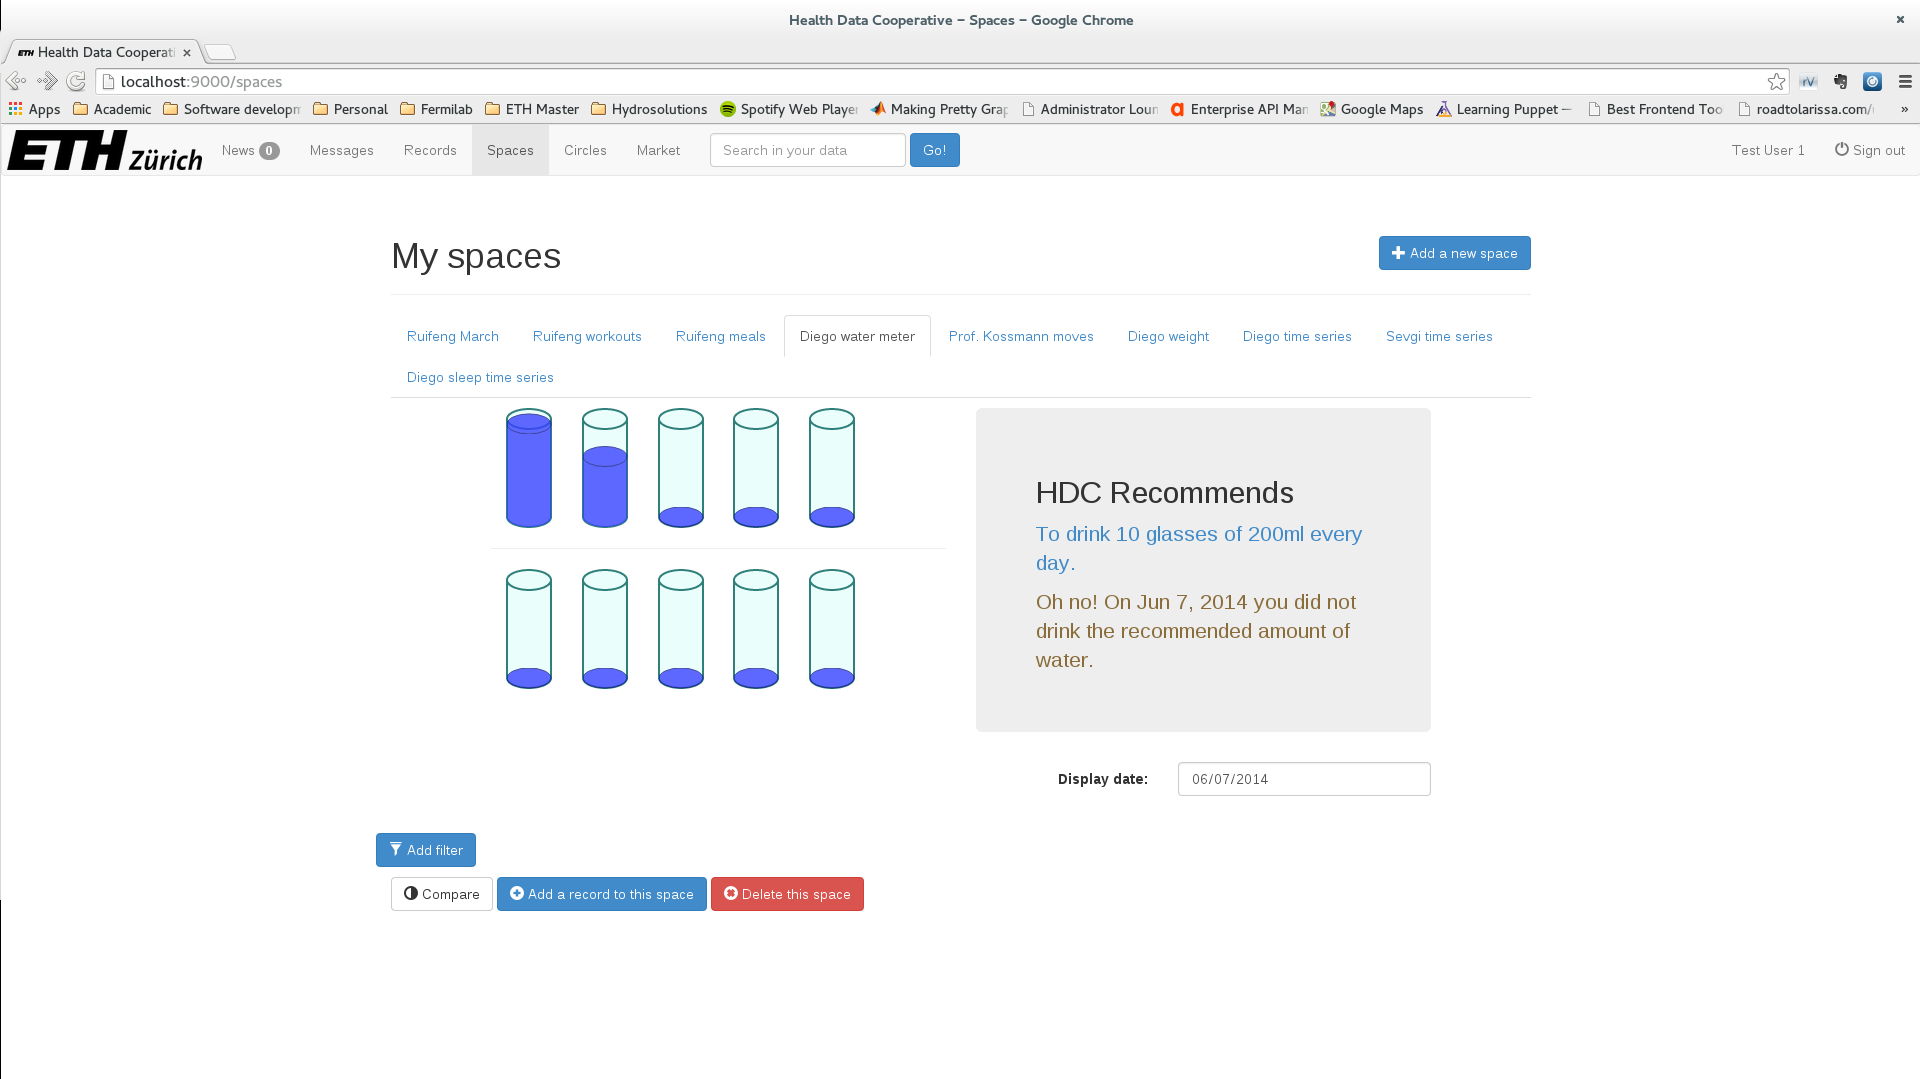 Health Data Cooperative – Spaces – Google Chrome
ETH Health Data Cooperati
localhost:9000/spaces
Apps Academic Software developm Personal Fermilab ETH Master Hydrosolutions Spotify Web Player Making Pretty Grap Administrator Loun Enterprise API Man Google Maps Learning Puppet — Best Frontend Too roadtolarissa.com/ »
ETH Zürich News 0 Messages Records Spaces Circles Market Search in your data Go! Test User 1 Sign out
My spaces
Add a new space
Ruifeng March Ruifeng workouts Ruifeng meals Diego water meter Prof. Kossmann moves Diego weight Diego time series Sevgi time series
Diego sleep time series
HDC Recommends
To drink 10 glasses of 200ml every
day.
Oh no! On Jun 7, 2014 you did not
drink the recommended amount of
water.
Display date: 06/07/2014
Add filter
Compare Add a record to this space Delete this space